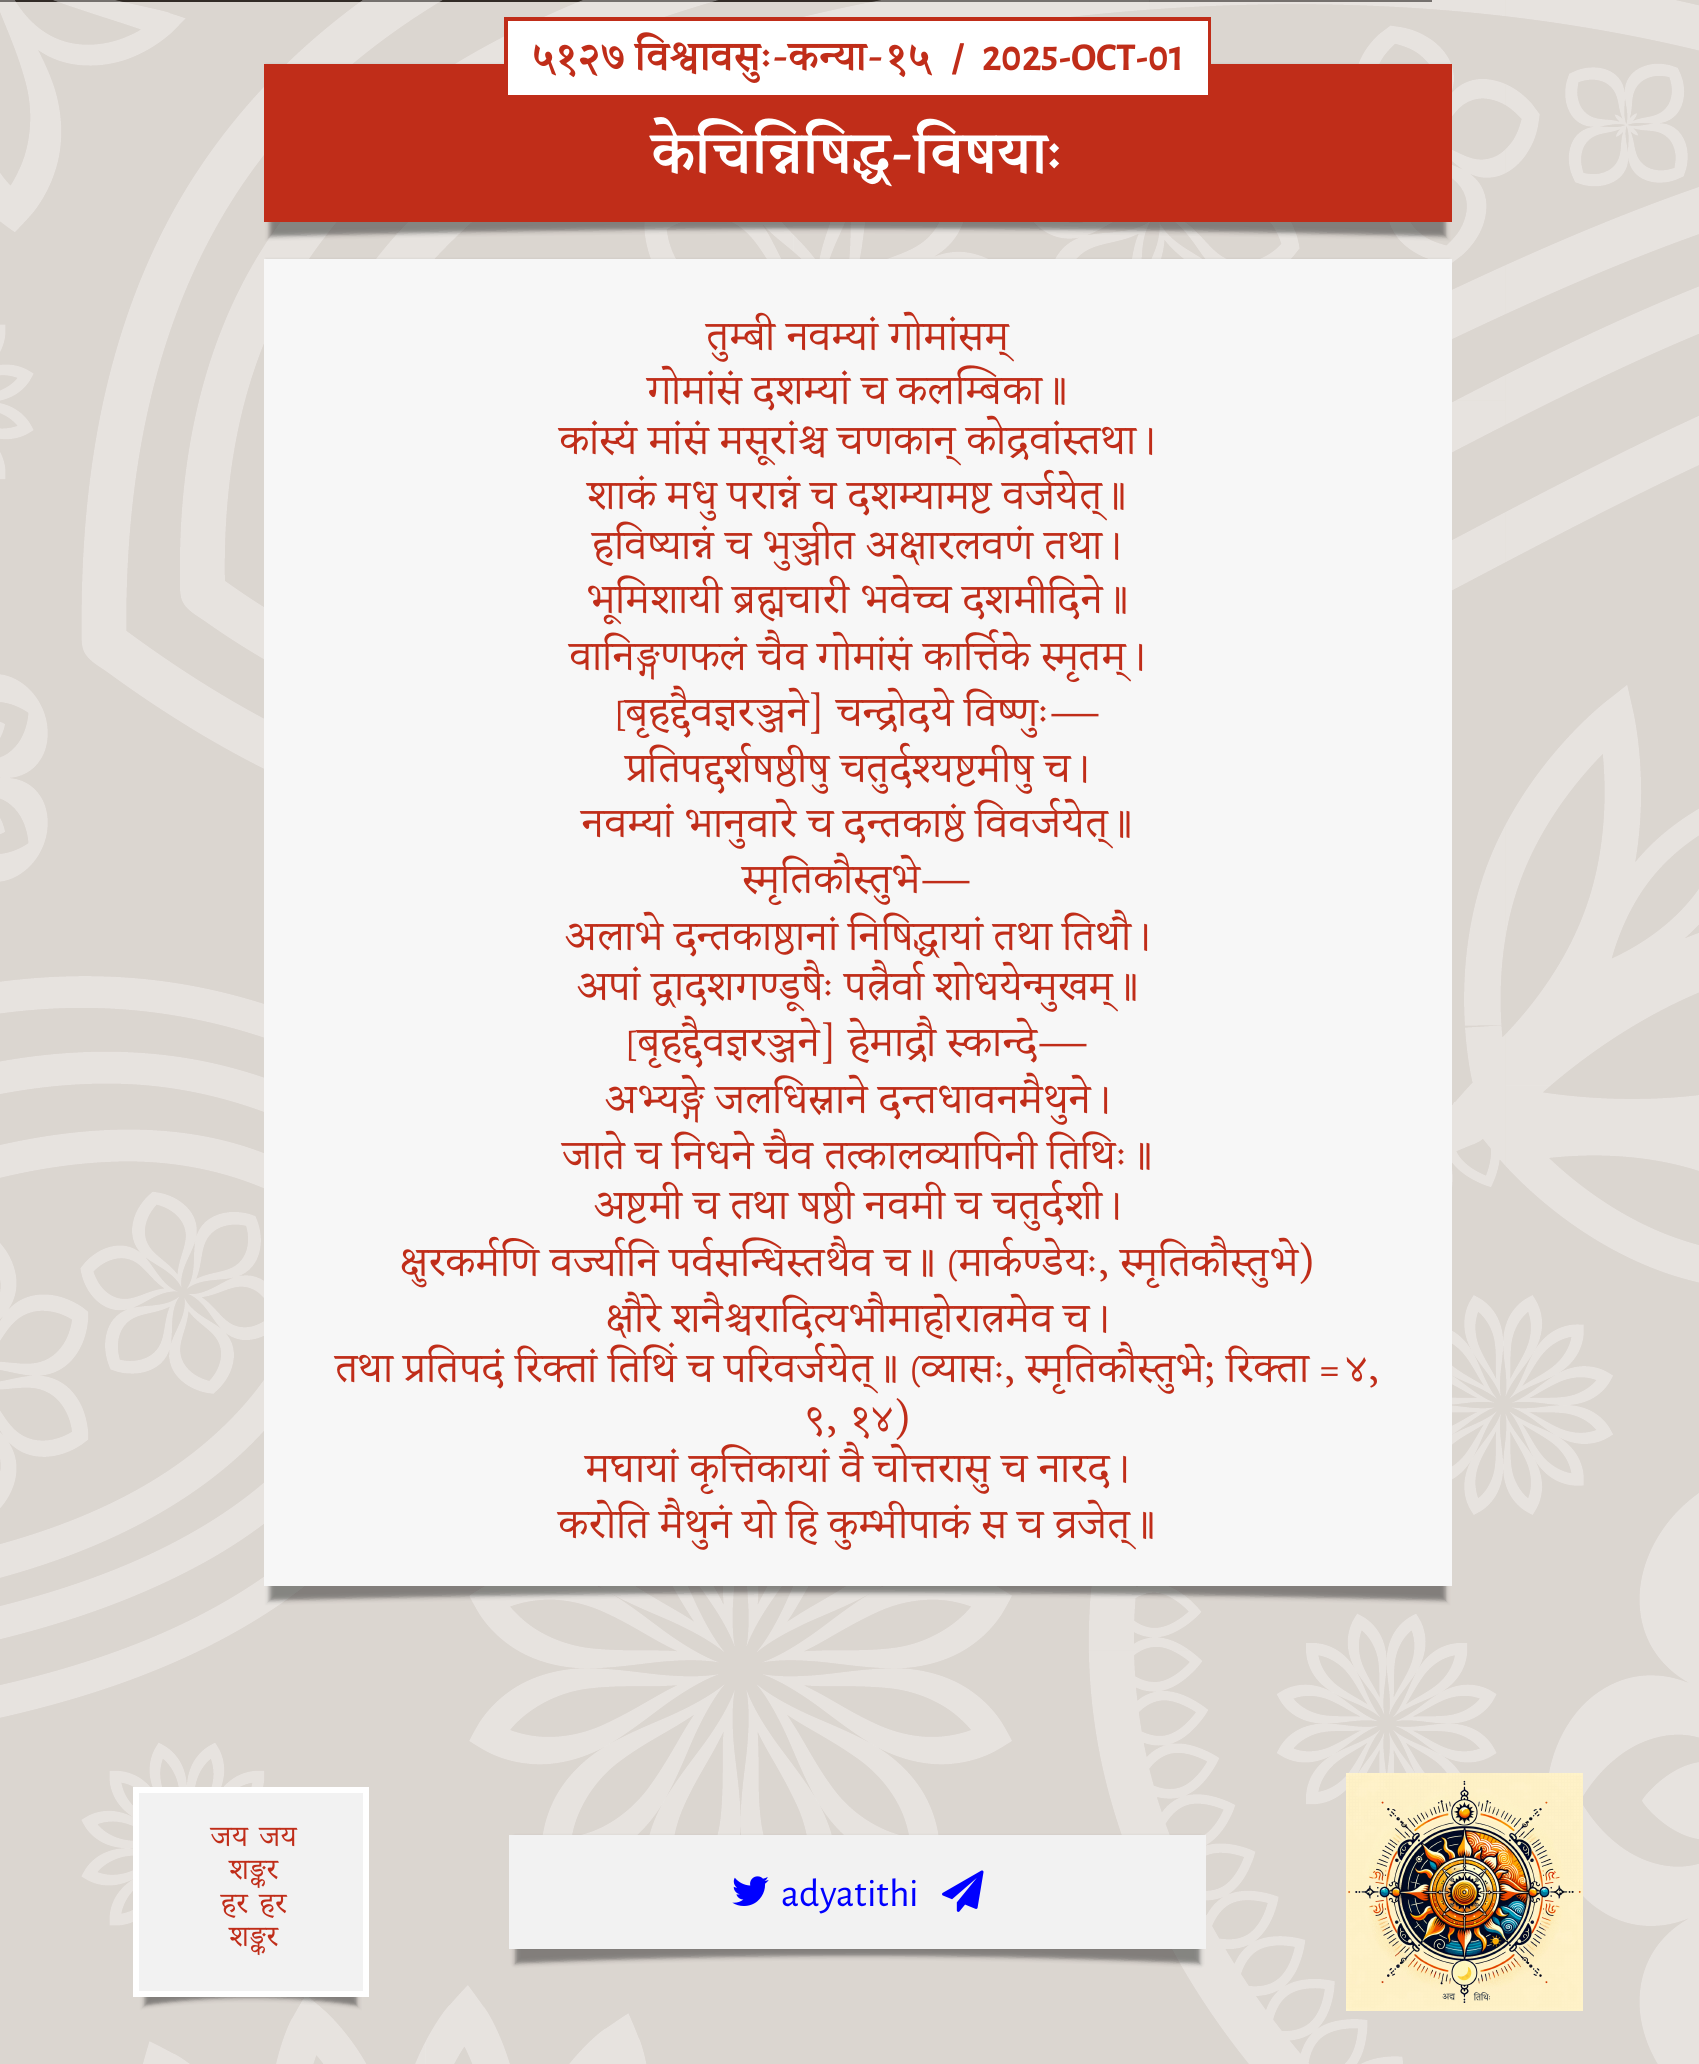 ५१२७ विश्वावसुः-कन्या-१५ / 2025-OCT-01
केचिन्निषिद्ध-विषयाः
तुम्बी नवम्यां गोमांसम्
गोमांसं दशम्यां च कलम्बिका॥
कांस्यं मांसं मसूरांश्च चणकान् कोद्रवांस्तथा।
शाकं मधु परान्नं च दशम्यामष्ट वर्जयेत्॥
हविष्यान्नं च भुञ्जीत अक्षारलवणं तथा।
भूमिशायी ब्रह्मचारी भवेच्च दशमीदिने॥
वानिङ्गणफलं चैव गोमांसं कार्त्तिके स्मृतम्।
[बृहद्दैवज्ञरञ्जने] चन्द्रोदये विष्णुः—
प्रतिपद्दर्शषष्ठीषु चतुर्दश्यष्टमीषु च।
नवम्यां भानुवारे च दन्तकाष्ठं विवर्जयेत्॥
स्मृतिकौस्तुभे—
अलाभे दन्तकाष्ठानां निषिद्धायां तथा तिथौ।
अपां द्वादशगण्डूषैः पत्रैर्वा शोधयेन्मुखम्॥
[बृहद्दैवज्ञरञ्जने] हेमाद्रौ स्कान्दे—
अभ्यङ्गे जलधिस्नाने दन्तधावनमैथुने।
जाते च निधने चैव तत्कालव्यापिनी तिथिः॥
अष्टमी च तथा षष्ठी नवमी च चतुर्दशी।
क्षुरकर्मणि वर्ज्यानि पर्वसन्धिस्तथैव च॥ (मार्कण्डेयः, स्मृतिकौस्तुभे)
क्षौरे शनैश्चरादित्यभौमाहोरात्रमेव च।
तथा प्रतिपदं रिक्तां तिथिं च परिवर्जयेत्॥ (व्यासः, स्मृतिकौस्तुभे; रिक्ता =४,
९, १४)
मघायां कृत्तिकायां वै चोत्तरासु च नारद।
करोति मैथुनं यो हि कुम्भीपाकं स च व्रजेत्॥
जय जय
शङ्कर
हर हर
शङ्कर
adyatithi
अद्य तिथिः